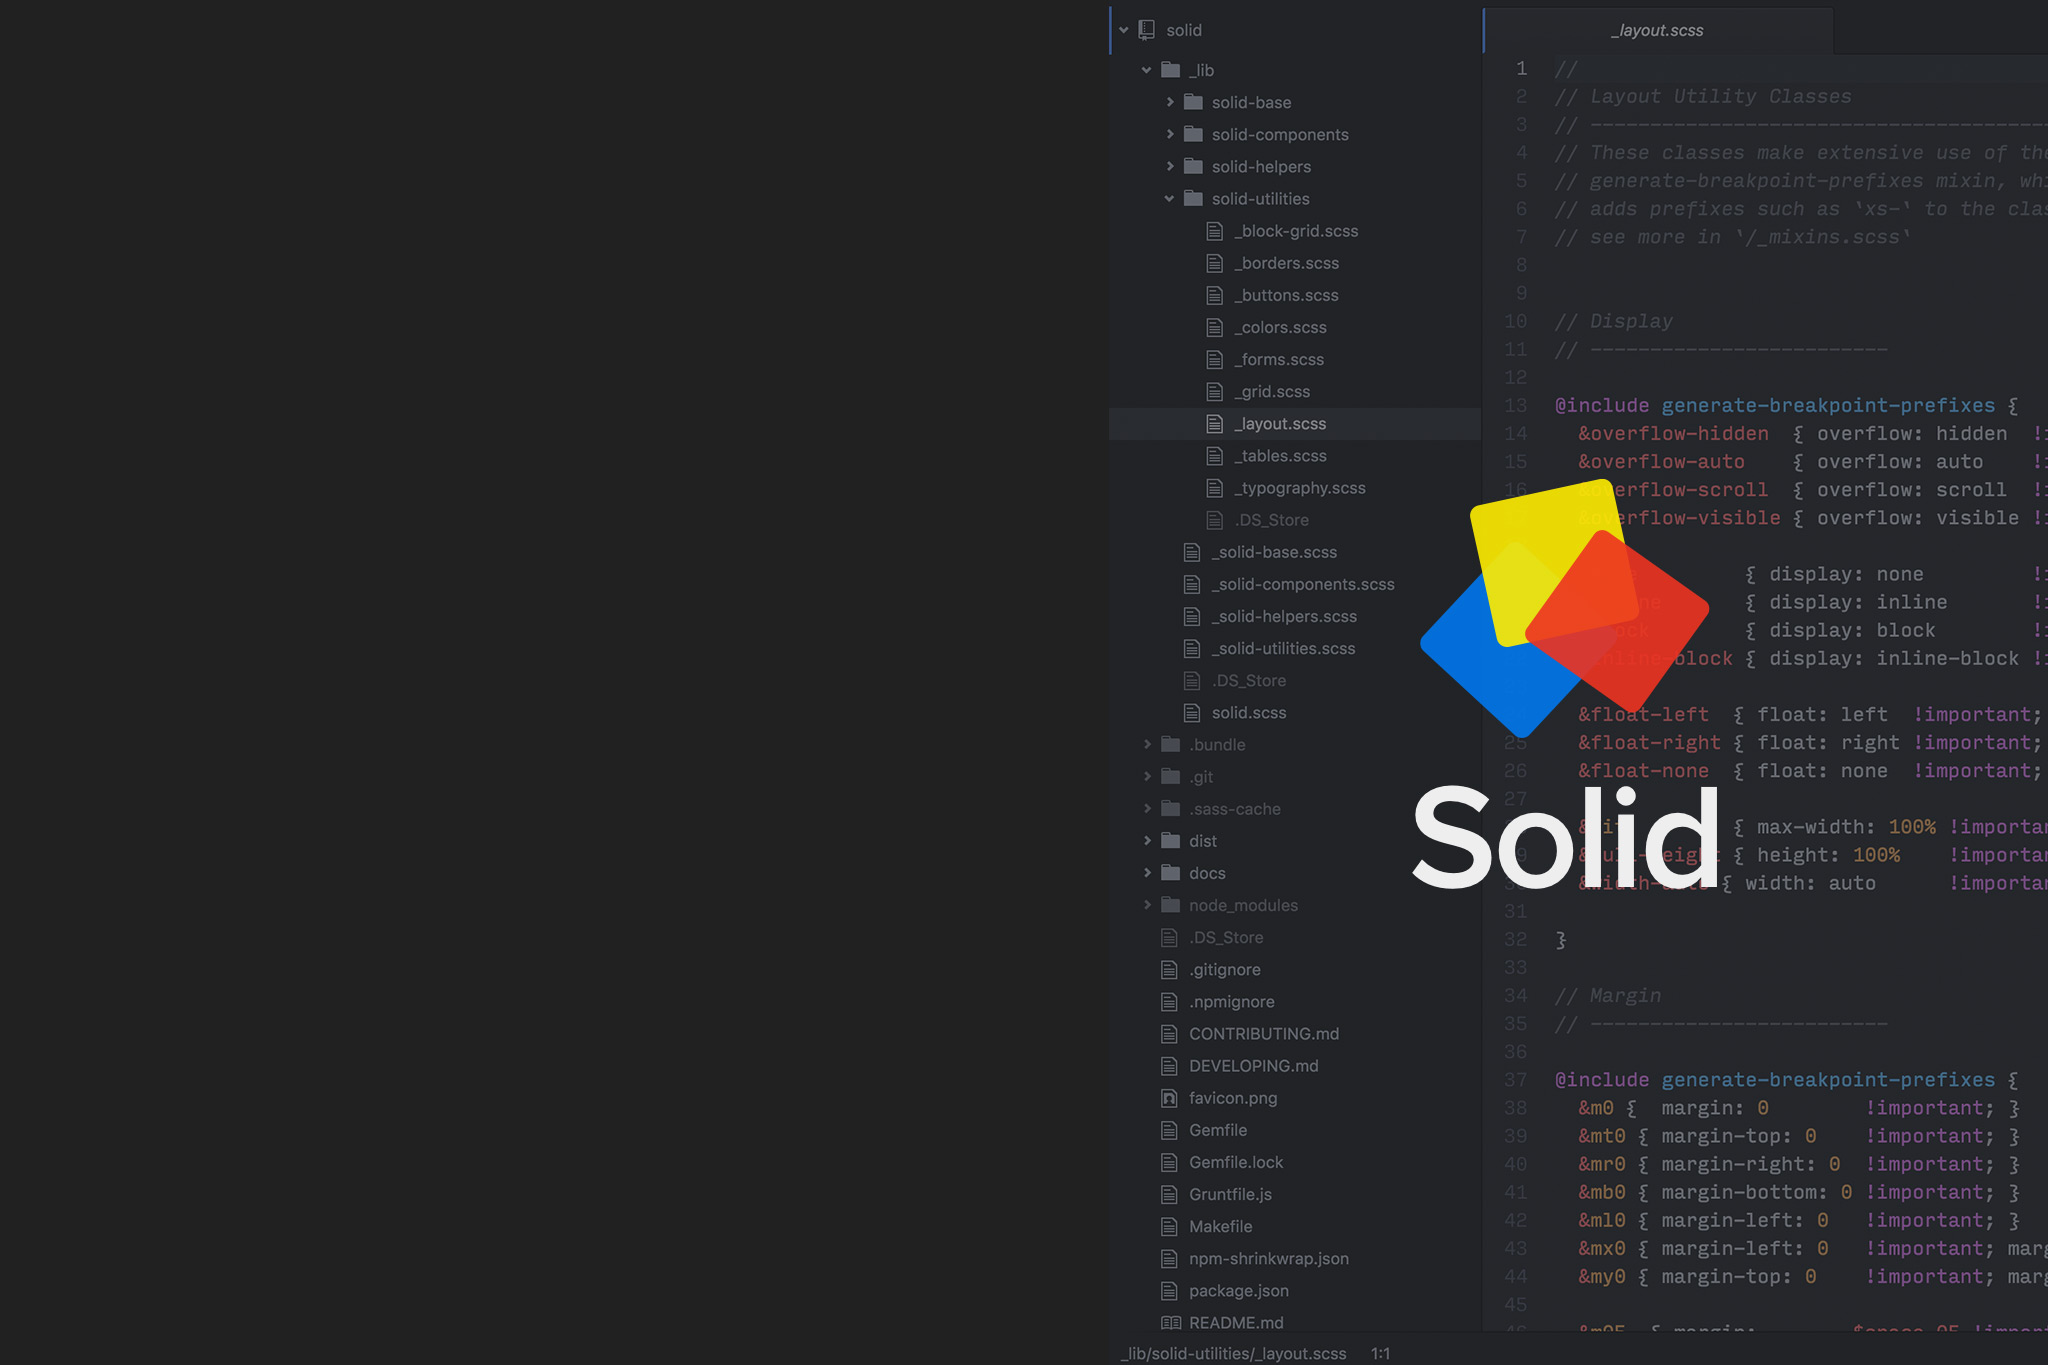 solid
_lib
solid-base
solid-components
solid-helpers
solid-utilities
_block-grid.scss
_borders.scss
_buttons.scss
_colors.scss
_forms.scss
_grid.scss
_layout.scss
_tables.scss
_typography.scss
.DS_Store
_solid-base.scss
_solid-components.scss
_solid-helpers.scss
_solid-utilities.scss
.DS_Store
solid.scss
.bundle
.git
.sass-cache
dist
docs
node_modules
.DS_Store
.gitignore
.npmignore
CONTRIBUTING.md
DEVELOPING.md
favicon.png
Gemfile
Gemfile.lock
Gruntfile.js
Makefile
npm-shrinkwrap.json
package.json
README.md
_lib/solid-utilities/_layout.scss 1:1
_layout.scss
1 //
2 // Layout Utility Classes
3 // ---------------------------------------
4 // These classes make extensive use of the
5 // generate-breakpoint-prefixes mixin,
6 // adds prefixes such as `xs-` to the
7 // see more in `/_mixins.scss`
8
9
10 // Display
11 // -------------------------
12
13 @include generate-breakpoint-prefixes {
14 &overflow-hidden { overflow: hidden
15 &overflow-auto { overflow: auto
16 &overflow-scroll { overflow: scroll
&overflow-visible { overflow: visible
{ display: none
{ display: inline
{ display: block
inline-block { display: inline-block
&float-left { float: left !important;
25 &float-right { float: right !important;
26 &float-none { float: none !important;
27
{ max-width: 100%
{ height: 100%
{ width: auto
31
32 }
33
34 // Margin
35 // -------------------------
36
37 @include generate-breakpoint-prefixes {
38 &m0 { margin: 0 !important; }
39 &mt0 { margin-top: 0 !important; }
40 &mr0 { margin-right: 0 !important; }
41 &mb0 { margin-bottom: 0 !important; }
42 &ml0 { margin-left: 0 !important; }
43 &mx0 { margin-left: 0 !important;
44 &my0 { margin-top: 0 !important;
45
Solid